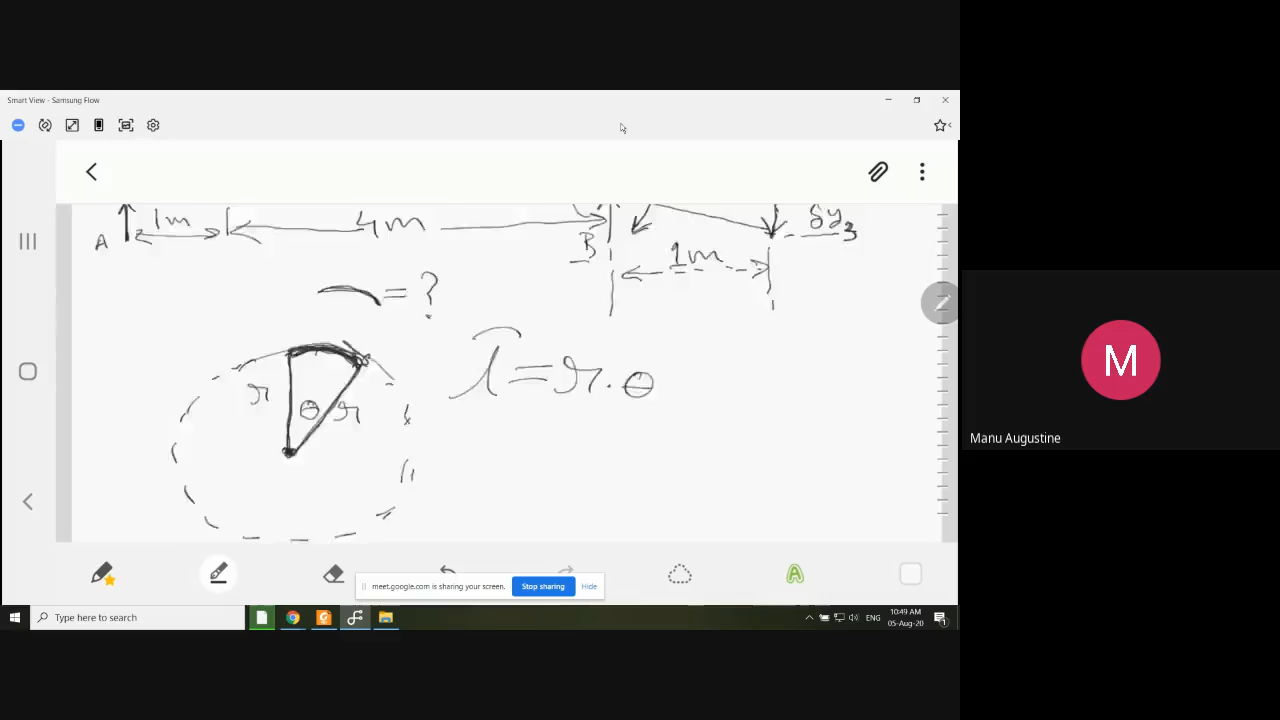 Smart View - Samsung Flow
A 1m 4m B δy3
1m
= ?
l = r. θ
r θ r
meet.google.com is sharing your screen. Stop sharing Hide
Type here to search
ENG
10:49 AM
05-Aug-20
M
Manu Augustine